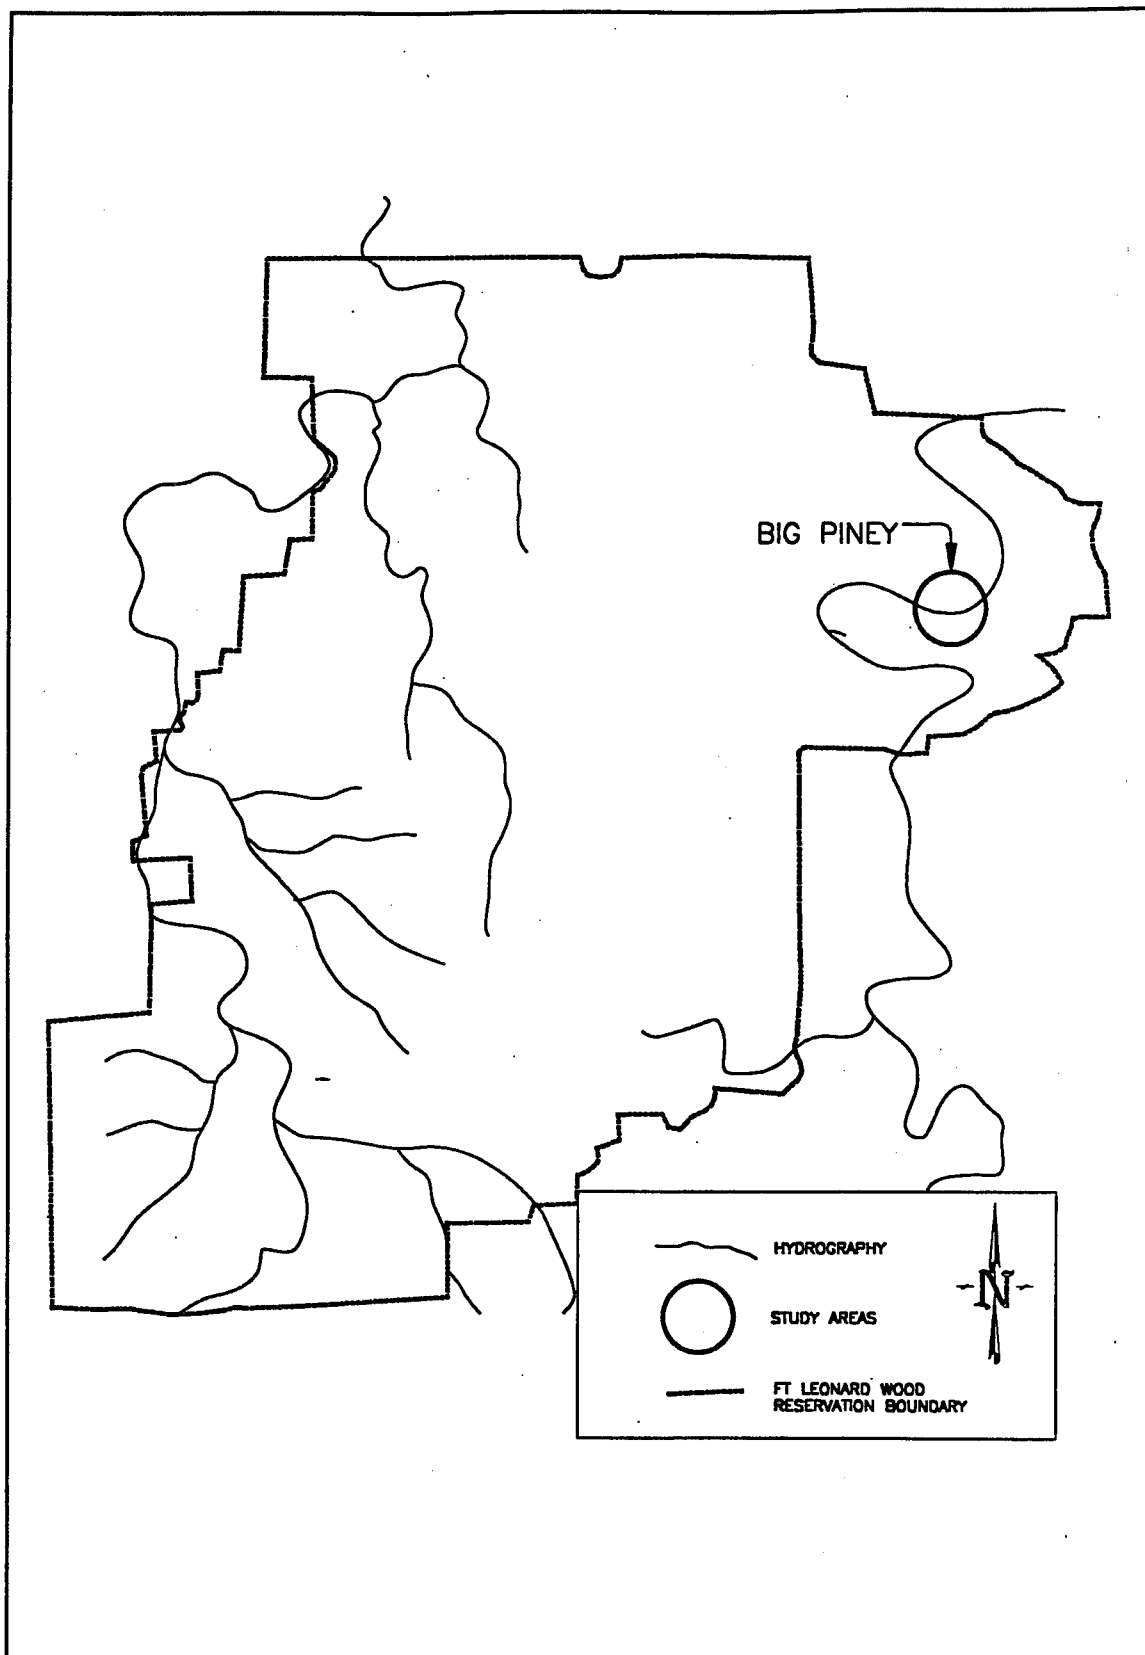 BIG PINEY
HYDROGRAPHY
N
STUDY AREAS
FT LEONARD WOOD
RESERVATION BOUNDARY